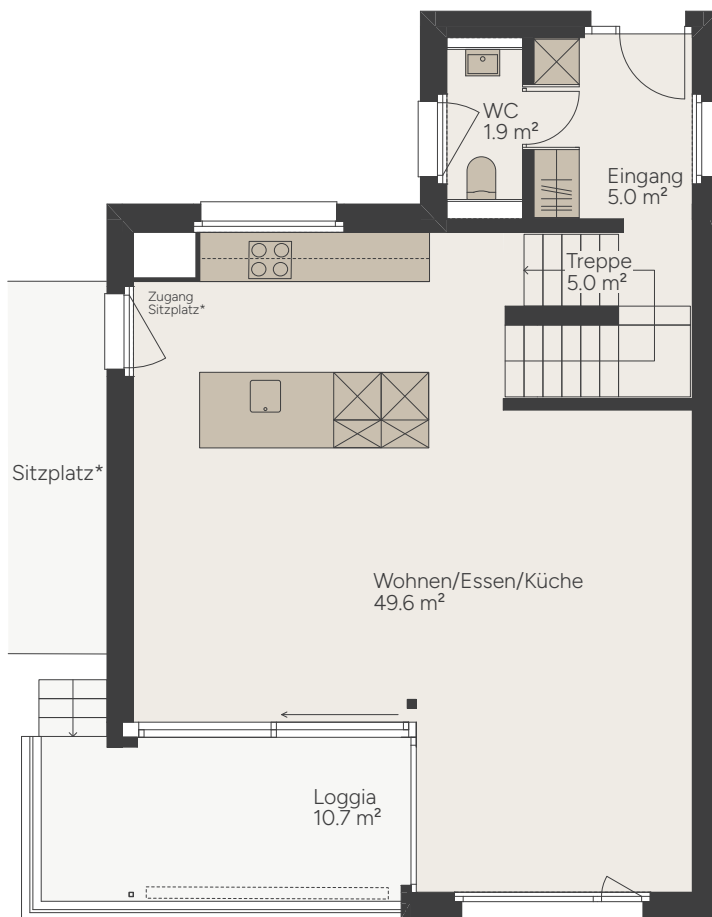 WC
1.9 m²
Eingang
5.0 m²
Treppe
5.0 m²
Zugang
Sitzplatz*
Sitzplatz*
Wohnen/Essen/Küche
49.6 m²
Loggia
10.7 m²